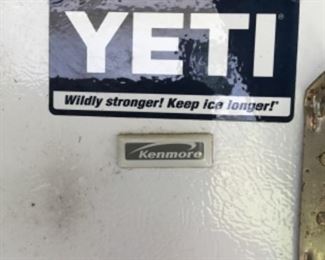 YETI®
Wildly stronger! Keep ice longer!®
Kenmore